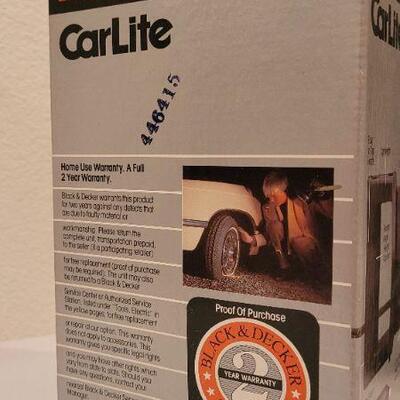 CarLite
CarLite
446415
Home Use Warranty. A Full
2 Year Warranty.
Black & Decker warrants this product
for two years against any defects that
are due to faulty material or
workmanship. Please return the
complete unit, transportation prepaid,
to the seller (if a participating retailer)
for free replacement (proof of purchase
may be required). The unit may also
be returned to a Black & Decker
Service Center or Authorized Service
Station, listed under "Tools, Electric" in
the yellow pages, for free replacement
or repair at our option. This warranty
does not apply to accessories. This
warranty gives you specific legal rights
and you may have other rights which
vary from state to state. Should you
have any questions, contact your
nearest Black & Decker Service
Manager.
Proof Of Purchase
BLACK & DECKER
2
YEAR WARRANTY